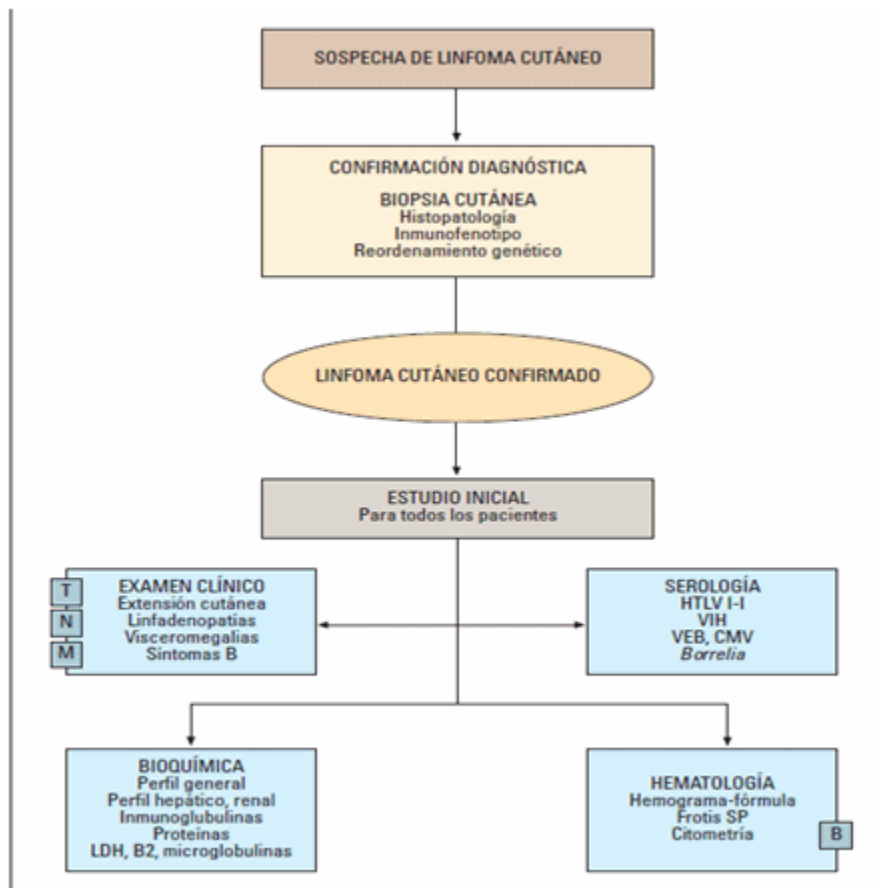 SOSPECHA DE LINFOMA CUTÁNEO
CONFIRMACIÓN DIAGNÓSTICA
BIOPSIA CUTÁNEA
Histopatología
Inmunofenotipo
Reordenamiento genético
LINFOMA CUTÁNEO CONFIRMADO
ESTUDIO INICIAL
Para todos los pacientes
T
N
M
EXAMEN CLÍNICO
Extensión cutánea
Linfadenopatías
Visceromegalias
Síntomas B
SEROLOGÍA
HTLV I-I
VIH
VEB, CMV
Borrelia
BIOQUÍMICA
Perfil general
Perfil hepático, renal
Inmunoglubulinas
Proteínas
LDH, B2, microglobulinas
HEMATOLOGÍA
Hemograma-fórmula
Frotis SP
Citometría
B